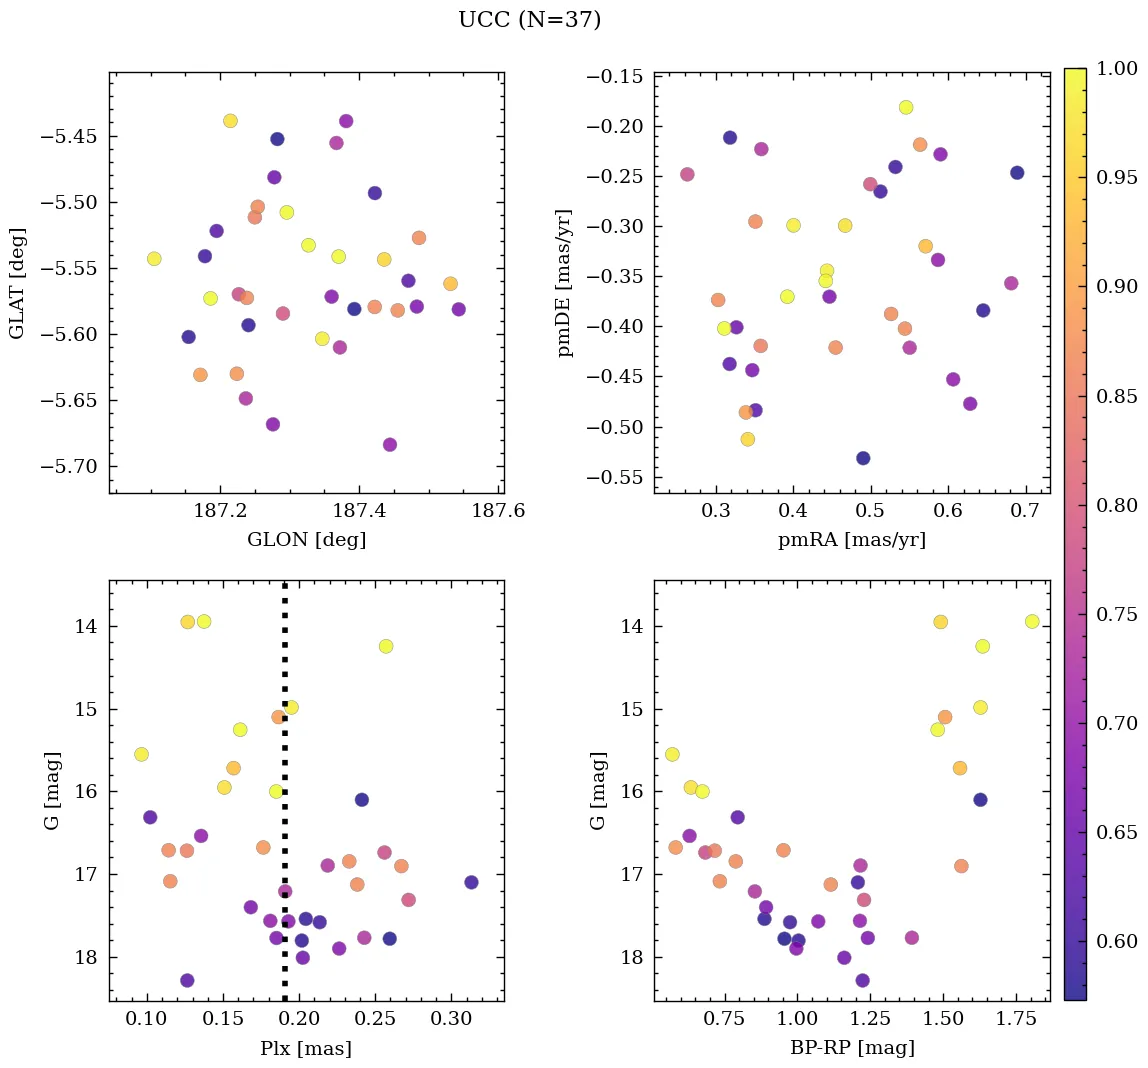 UCC (N=37)
−5.45
−5.50
−5.55
−5.60
−5.65
−5.70
GLAT [deg]
187.2 187.4 187.6
GLON [deg]
−0.15
−0.20
−0.25
−0.30
−0.35
−0.40
−0.45
−0.50
−0.55
pmDE [mas/yr]
0.3 0.4 0.5 0.6 0.7
pmRA [mas/yr]
14
15
16
17
18
G [mag]
0.10 0.15 0.20 0.25 0.30
Plx [mas]
14
15
16
17
18
G [mag]
0.75 1.00 1.25 1.50 1.75
BP-RP [mag]
1.00
0.95
0.90
0.85
0.80
0.75
0.70
0.65
0.60